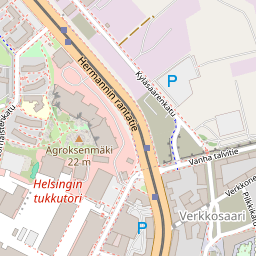 Hermannin rantatie
Kyläsaarenkatu
P
Agroksenmäki
22 m
Vanha talvitie
Helsingin
tukkutori
Verkkosaari
P